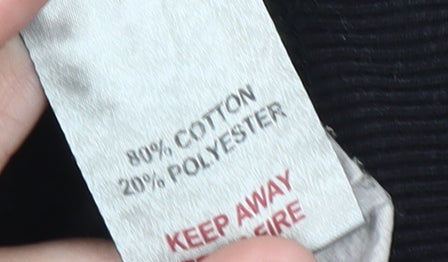 80% COTTON
20% POLYESTER
KEEP AWAY
FIRE